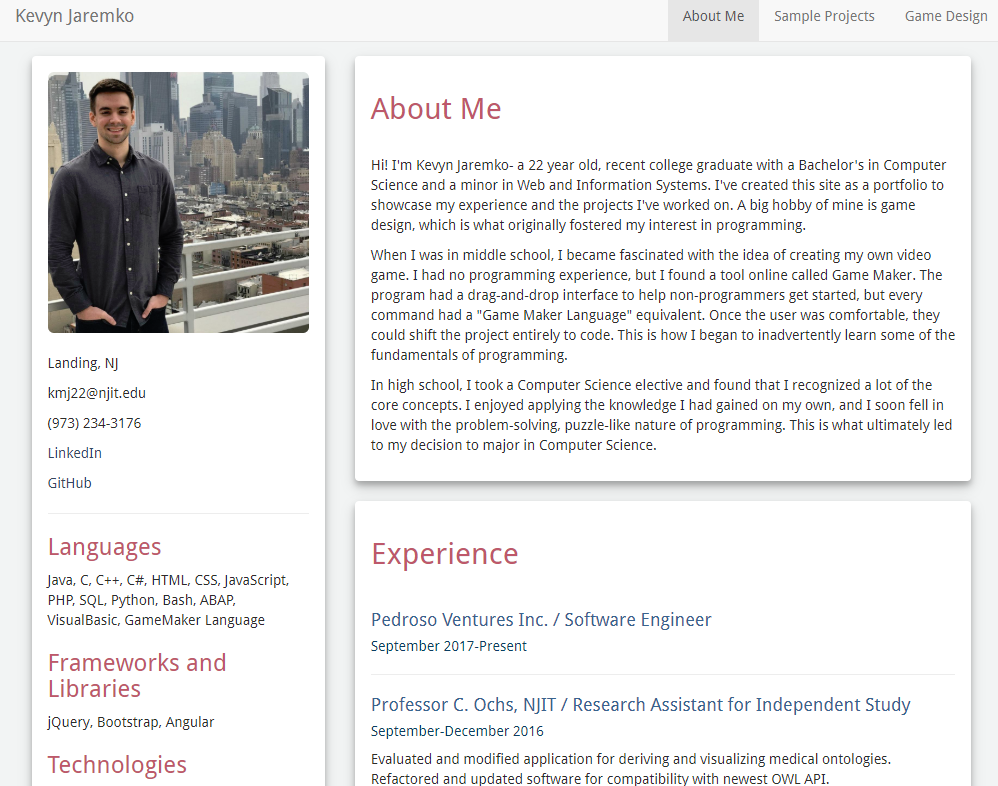 Kevyn Jaremko
About Me
Sample Projects
Game Design
Landing, NJ
kmj22@njit.edu
(973) 234-3176
LinkedIn
GitHub
Languages
Java, C, C++, C#, HTML, CSS, JavaScript,
PHP, SQL, Python, Bash, ABAP,
VisualBasic, GameMaker Language
Frameworks and
Libraries
jQuery, Bootstrap, Angular
Technologies
About Me
Hi! I'm Kevyn Jaremko- a 22 year old, recent college graduate with a Bachelor's in Computer
Science and a minor in Web and Information Systems. I've created this site as a portfolio to
showcase my experience and the projects I've worked on. A big hobby of mine is game
design, which is what originally fostered my interest in programming.
When I was in middle school, I became fascinated with the idea of creating my own video
game. I had no programming experience, but I found a tool online called Game Maker. The
program had a drag-and-drop interface to help non-programmers get started, but every
command had a "Game Maker Language" equivalent. Once the user was comfortable, they
could shift the project entirely to code. This is how I began to inadvertently learn some of the
fundamentals of programming.
In high school, I took a Computer Science elective and found that I recognized a lot of the
core concepts. I enjoyed applying the knowledge I had gained on my own, and I soon fell in
love with the problem-solving, puzzle-like nature of programming. This is what ultimately led
to my decision to major in Computer Science.
Experience
Pedroso Ventures Inc. / Software Engineer
September 2017-Present
Professor C. Ochs, NJIT / Research Assistant for Independent Study
September-December 2016
Evaluated and modified application for deriving and visualizing medical ontologies.
Refactored and updated software for compatibility with newest OWL API.